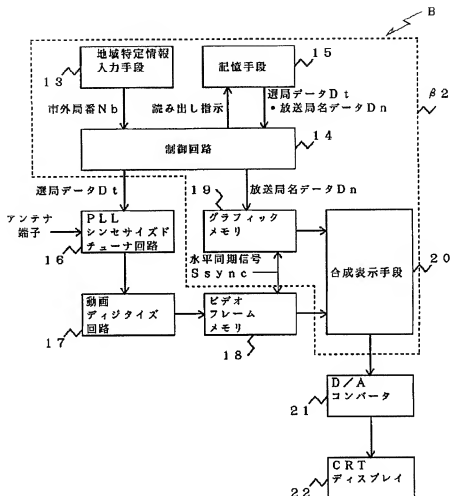 B
地域特定情報
入力手段
13
記憶手段
15
β2
市外局番Nb
読み出し指示
選局データDt
・放送局名データDn
制御回路
14
選局データDt
放送局名データDn
アンテナ
端子
PLL
シンセサイズド
チューナ回路
16
19
グラフィック
メモリ
水平同期信号
Ssync
合成表示手段
20
動画
ディジタイズ
回路
17
ビデオ
フレーム
メモリ
18
D/A
コンバータ
21
CRT
ディスプレイ
22